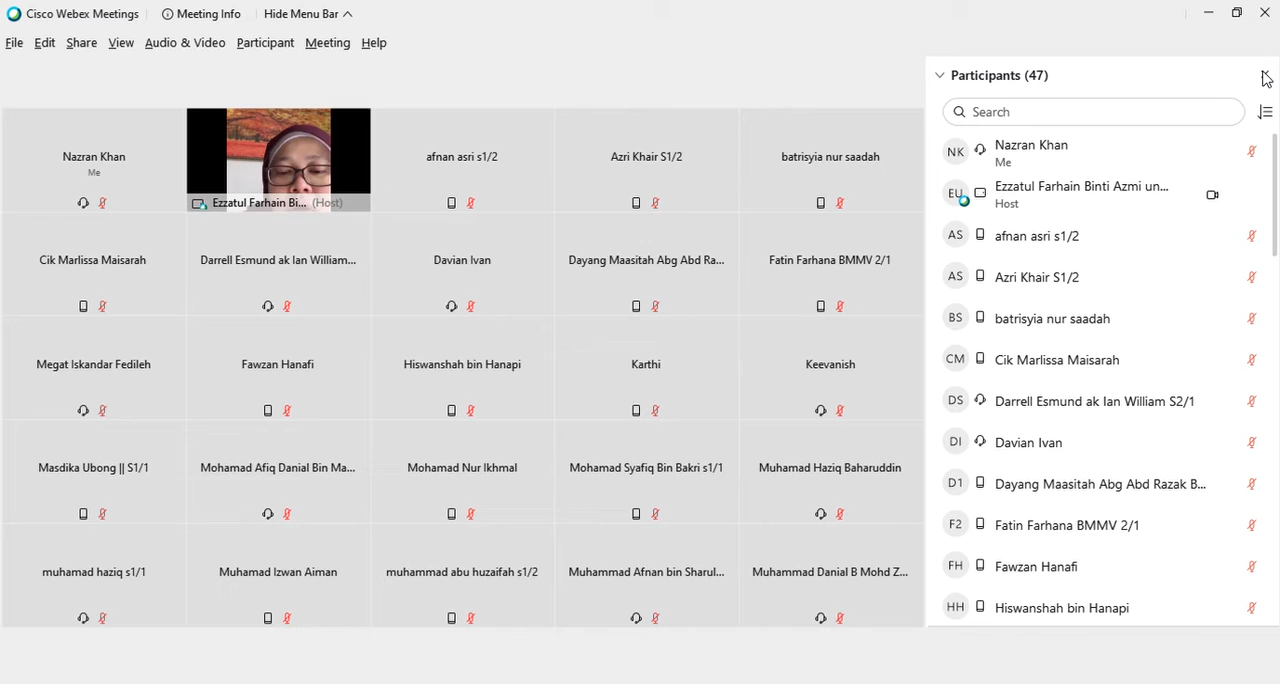 Cisco Webex Meetings
Meeting Info
Hide Menu Bar
File Edit Share View Audio & Video Participant Meeting Help
Nazran Khan
Me
Ezzatul Farhain Bi... (Host)
afnan asri s1/2
Azri Khair S1/2
batrisyia nur saadah
Cik Marlissa Maisarah
Darrell Esmund ak Ian William...
Davian Ivan
Dayang Maasitah Abg Abd Ra...
Fatin Farhana BMMV 2/1
Megat Iskandar Fedileh
Fawzan Hanafi
Hiswanshah bin Hanapi
Karthi
Keevanish
Masdika Ubong || S1/1
Mohamad Afiq Danial Bin Ma...
Mohamad Nur Ikhmal
Mohamad Syafiq Bin Bakri s1/1
Muhamad Haziq Baharuddin
muhamad haziq s1/1
Muhamad Izwan Aiman
muhammad abu huzaifah s1/2
Muhammad Afnan bin Sharul...
Muhammad Danial B Mohd Z...
Participants (47)
Search
NK Nazran Khan
Me
EU Ezzatul Farhain Binti Azmi un...
Host
AS afnan asri s1/2
AS Azri Khair S1/2
BS batrisyia nur saadah
CM Cik Marlissa Maisarah
DS Darrell Esmund ak Ian William S2/1
DI Davian Ivan
D1 Dayang Maasitah Abg Abd Razak B...
F2 Fatin Farhana BMMV 2/1
FH Fawzan Hanafi
HH Hiswanshah bin Hanapi